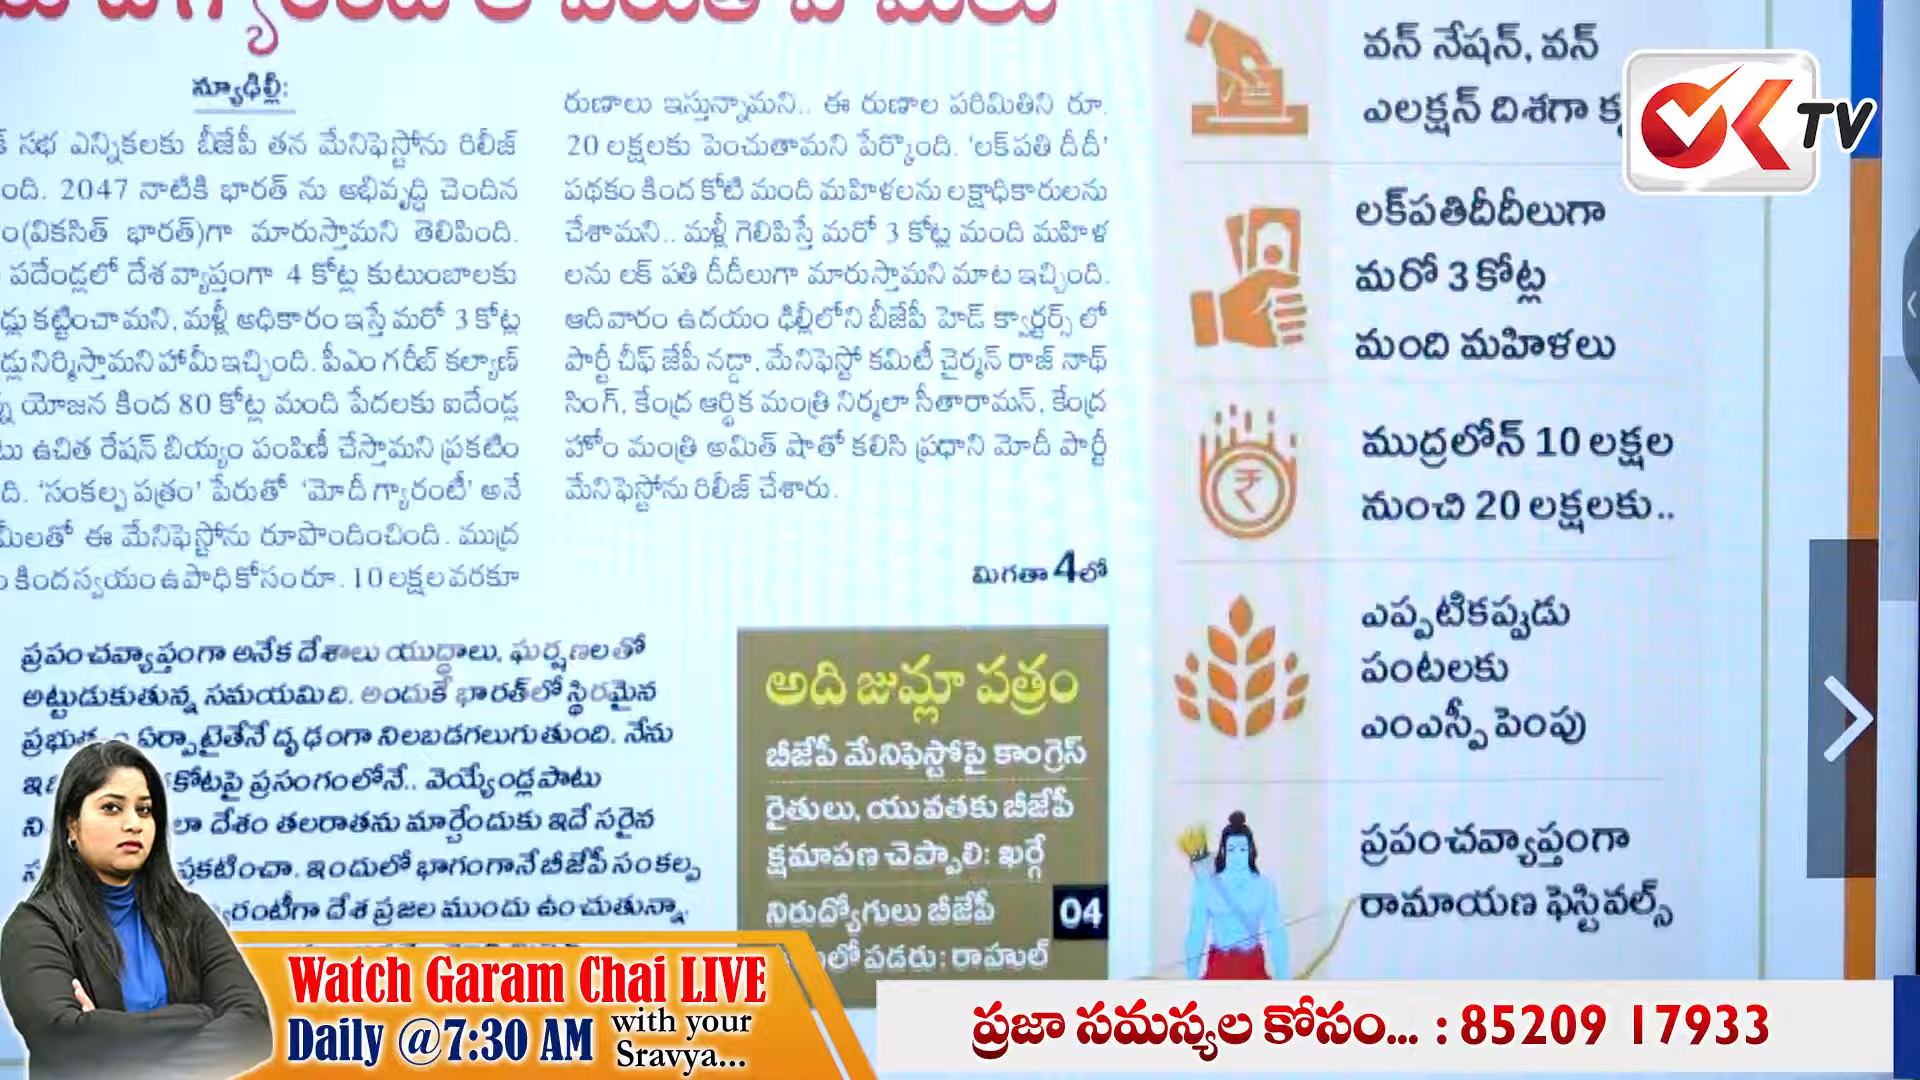 న్యూఢిల్లీ:
సభ ఎన్నికలకు బీజేపీ తన మేనిఫెస్టోను రిలీజ్
ంది. 2047 నాటికి భారత్ ను అభివృద్ధి చెందిన
ం(వికసిత్ భారత్)గా మారుస్తామని తెలిపింది.
పదేండ్లలో దేశవ్యాప్తంగా 4 కోట్ల కుటుంబాలకు
డ్లు కట్టించామని, మళ్లీ అధికారం ఇస్తే మరో 3 కోట్ల
డ్లు నిర్మిస్తామని హామీ ఇచ్చింది. పీఎం గరీబ్ కల్యాణ్
న్న యోజన కింద 80 కోట్ల మంది పేదలకు ఐదేండ్ల
టు ఉచిత రేషన్ బియ్యం పంపిణీ చేస్తామని ప్రకటిం
ది. 'సంకల్ప పత్రం' పేరుతో 'మోదీ గ్యారంటీ' అనే
మీలతో ఈ మేనిఫెస్టోను రూపొందించింది. ముద్ర
కింద స్వయం ఉపాధి కోసం రూ. 10 లక్షల వరకూ
రుణాలు ఇస్తున్నామని.. ఈ రుణాల పరిమితిని రూ.
20 లక్షలకు పెంచుతామని పేర్కొంది. 'లక్ పతి దీదీ'
పథకం కింద కోటి మంది మహిళలను లక్షాధికారులను
చేశామని.. మళ్లీ గెలిపిస్తే మరో 3 కోట్ల మంది మహిళ
లను లక్ పతి దీదీలుగా మారుస్తామని మాట ఇచ్చింది.
ఆదివారం ఉదయం ఢిల్లీలోని బీజేపీ హెడ్ క్వార్టర్స్ లో
పార్టీ చీఫ్ జేపీ నడ్డా, మేనిఫెస్టో కమిటీ చైర్మన్ రాజ్ నాథ్
సింగ్, కేంద్ర ఆర్థిక మంత్రి నిర్మలా సీతారామన్, కేంద్ర
హోం మంత్రి అమిత్ షాతో కలిసి ప్రధాని మోదీ పార్టీ
మేనిఫెస్టోను రిలీజ్ చేశారు.
మిగతా 4లో
ప్రపంచవ్యాప్తంగా అనేక దేశాలు యుద్ధాలు, ఘర్షణలతో
అట్టుడుకుతున్న సమయమిది. అందుకే భారత్‌లో స్థిరమైన
ఏర్పాటైతేనే దృఢంగా నిలబడగలుగుతుంది. నేను
కోటపై ప్రసంగంలోనే.. వెయ్యేండ్లపాటు
లా దేశం తలరాతను మార్చేందుకు ఇదే సరైన
ప్రకటించా. ఇందులో భాగంగానే బీజేపీ సంకల్ప
రంటీగా దేశ ప్రజల ముందు ఉంచుతున్నా
అది జుమ్లా పత్రం
బీజేపీ మేనిఫెస్టోపై కాంగ్రెస్
రైతులు, యువతకు బీజేపీ
క్షమాపణ చెప్పాలి: ఖర్గే
నిరుద్యోగులు బీజేపీ
లో పడరు: రాహుల్
04
వన్ నేషన్, వన్
ఎలక్షన్ దిశగా
లక్‌పతిదీదీలుగా
మరో 3 కోట్ల
మంది మహిళలు
ముద్రలోన్ 10 లక్షల
నుంచి 20 లక్షలకు..
ఎప్పటికప్పుడు
పంటలకు
ఎంఎస్పీ పెంపు
ప్రపంచవ్యాప్తంగా
రామాయణ ఫెస్టివల్స్
OK TV
Watch Garam Chai LIVE
Daily @7:30 AM with your
Sravya...
ప్రజా సమస్యల కోసం... : 85209 17933